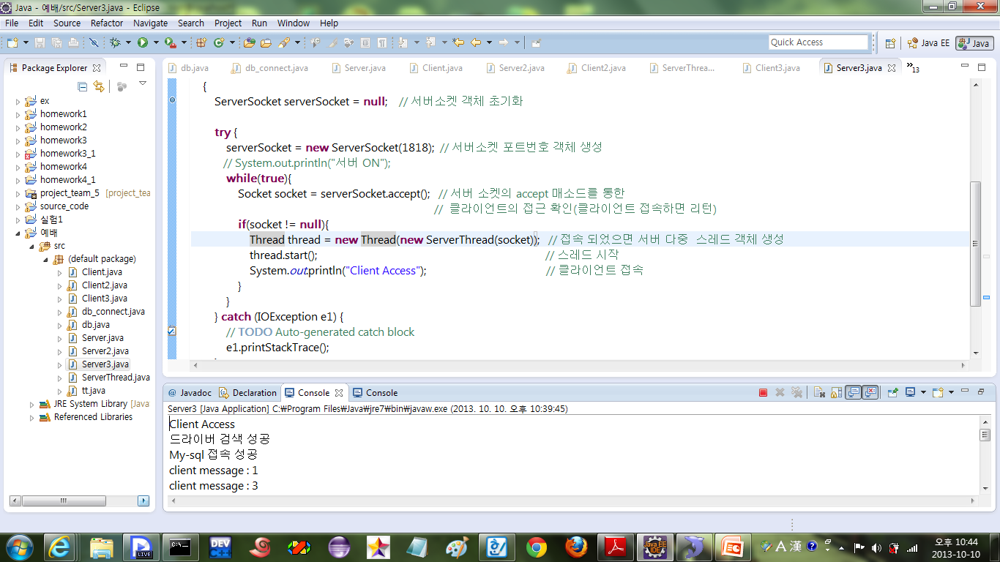 Java - 예배/src/Server3.java - Eclipse
File Edit Source Refactor Navigate Search Project Run Window Help
Quick Access
Java EE
Java
Package Explorer
ex
homework1
homework2
homework3
homework3_1
homework4
homework4_1
project_team_5 [project_tea
source_code
실험1
예배
src
(default package)
Client.java
Client2.java
Client3.java
db_connect.java
db.java
Server.java
Server2.java
Server3.java
ServerThread.java
tt.java
JRE System Library [Java
Referenced Libraries
db.java db_connect.java Server.java Client.java Server2.java Client2.java ServerThrea... Client3.java Server3.java »13
{
ServerSocket serverSocket = null; // 서버소켓 객체 초기화
try {
serverSocket = new ServerSocket(1818); // 서버소켓 포트번호 객체 생성
// System.out.println("서버 ON");
while(true){
Socket socket = serverSocket.accept(); // 서버 소켓의 accept 매소드를 통한
// 클라이언트의 접근 확인(클라이언트 접속하면 리턴)
if(socket != null){
Thread thread = new Thread(new ServerThread(socket)); // 접속 되었으면 서버 다중 스레드 객체 생성
thread.start(); // 스레드 시작
System.out.println("Client Access"); // 클라이언트 접속
}
}
} catch (IOException e1) {
// TODO Auto-generated catch block
e1.printStackTrace();
@ Javadoc Declaration Console Console
Server3 [Java Application] C:₩Program Files₩Java₩jre7₩bin₩javaw.exe (2013. 10. 10. 오후 10:39:45)
Client Access
드라이버 검색 성공
My-sql 접속 성공
client message : 1
client message : 3
LIVE
C:\
DEV
C++
Java EE
IDE
A 漢
오후 10:44
2013-10-10